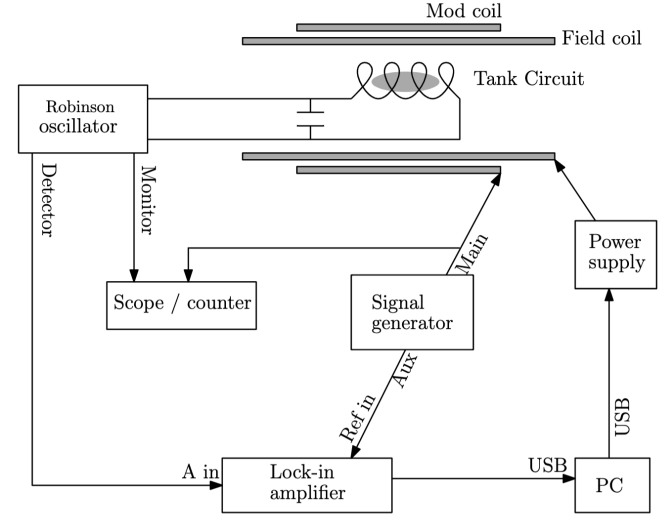 Mod coil
Field coil
Tank Circuit
Robinson
oscillator
Detector
Monitor
Main
Power
supply
Scope / counter
Signal
generator
Aux
Ref in
USB
A in
Lock-in
amplifier
USB
PC